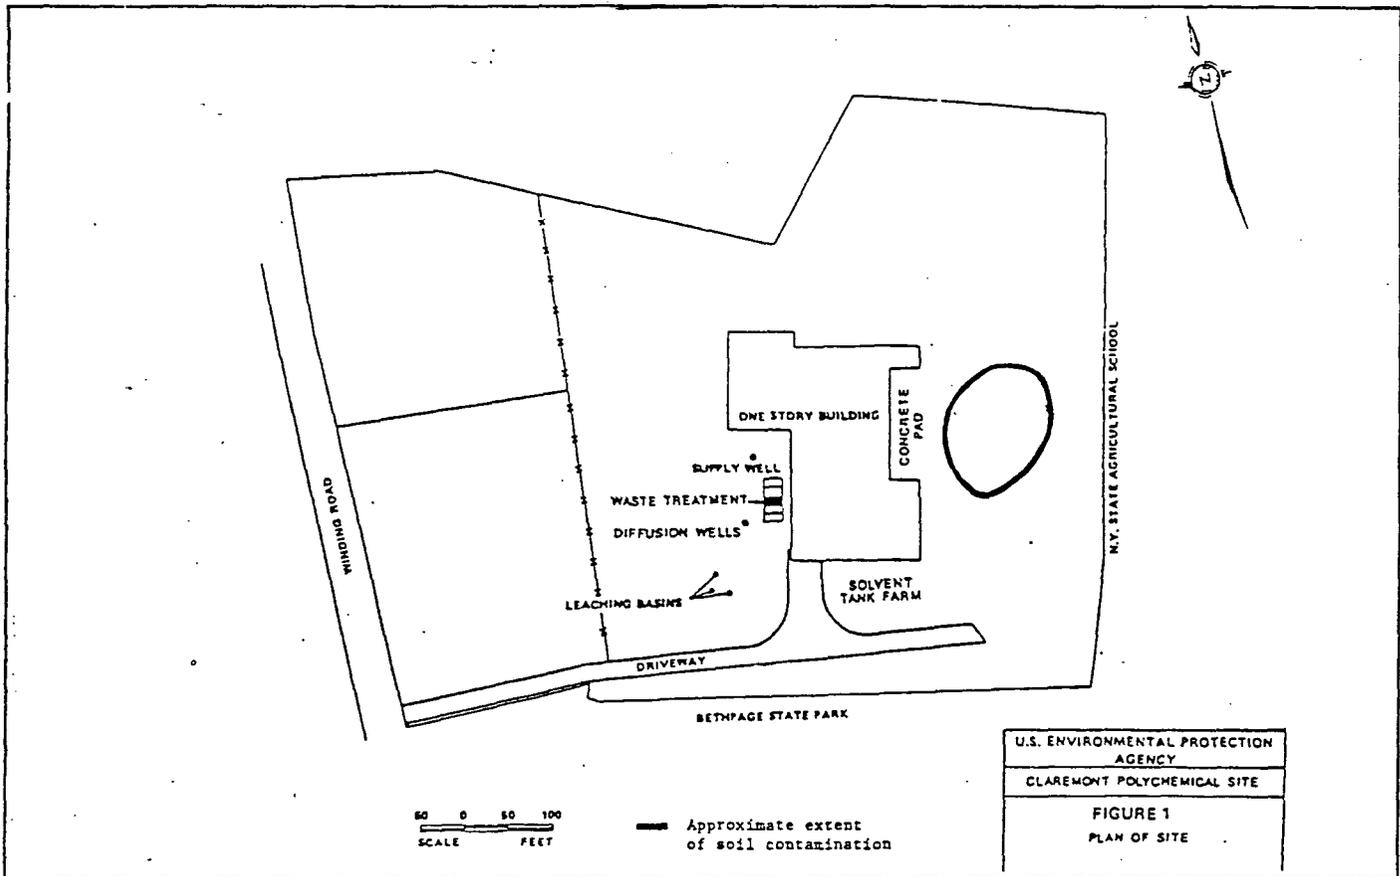 N
ONE STORY BUILDING
CONCRETE
PAD
SUPPLY WELL
WASTE TREATMENT
DIFFUSION WELLS
LEACHING BASINS
SOLVENT
TANK FARM
DRIVEWAY
WINDING ROAD
N.Y. STATE AGRICULTURAL SCHOOL
BETHPAGE STATE PARK
50 0 50 100
SCALE FEET
Approximate extent
of soil contamination
U.S. ENVIRONMENTAL PROTECTION
AGENCY
CLAREMONT POLYCHEMICAL SITE
FIGURE 1
PLAN OF SITE